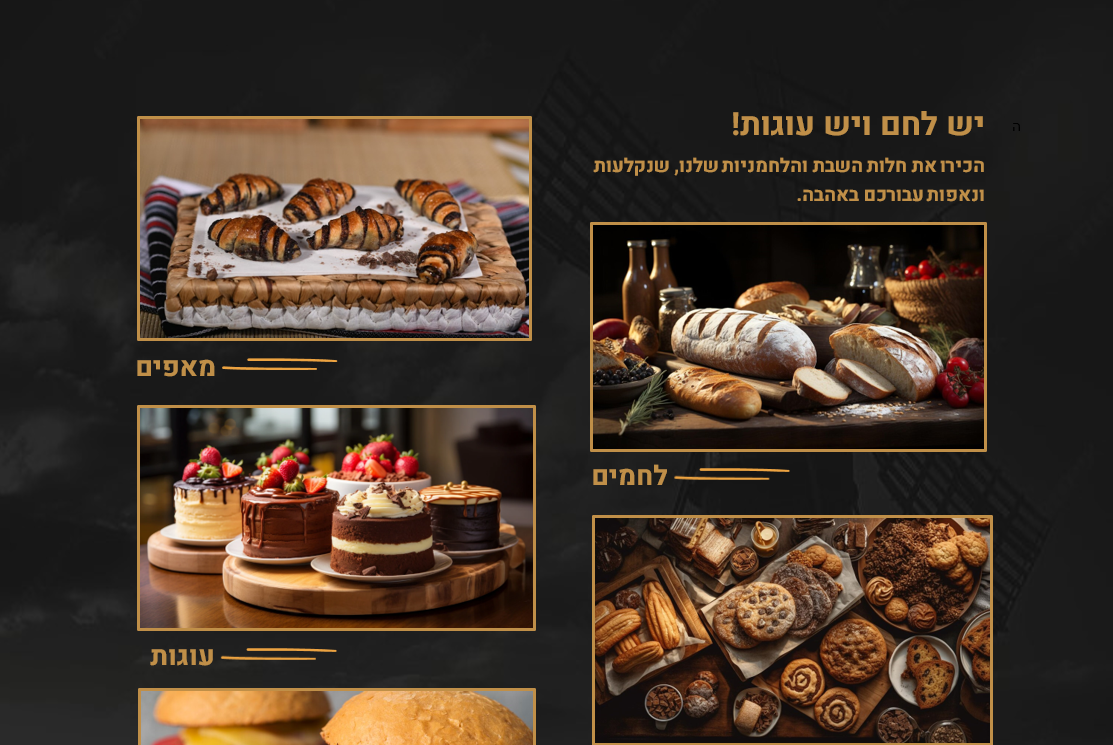 יש לחם ויש עוגות!
ה
הכירו את חלות השבת והלחמניות שלנו, שנקלעות
ונאפות עבורכם באהבה.
מאפים
לחמים
עוגות